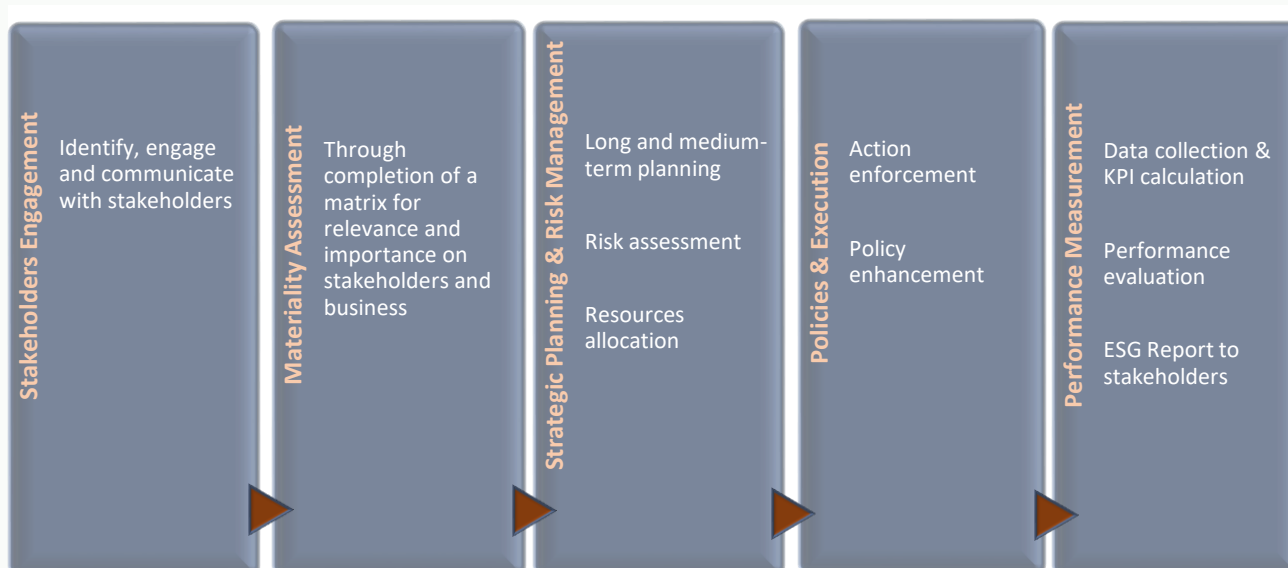 Stakeholders Engagement
Identify, engage
and communicate
with stakeholders
Materiality Assessment
Through
completion of a
matrix for
relevance and
importance on
stakeholders and
business
Strategic Planning & Risk Management
Long and medium-
term planning
Risk assessment
Resources
allocation
Policies & Execution
Action
enforcement
Policy
enhancement
Performance Measurement
Data collection &
KPI calculation
Performance
evaluation
ESG Report to
stakeholders